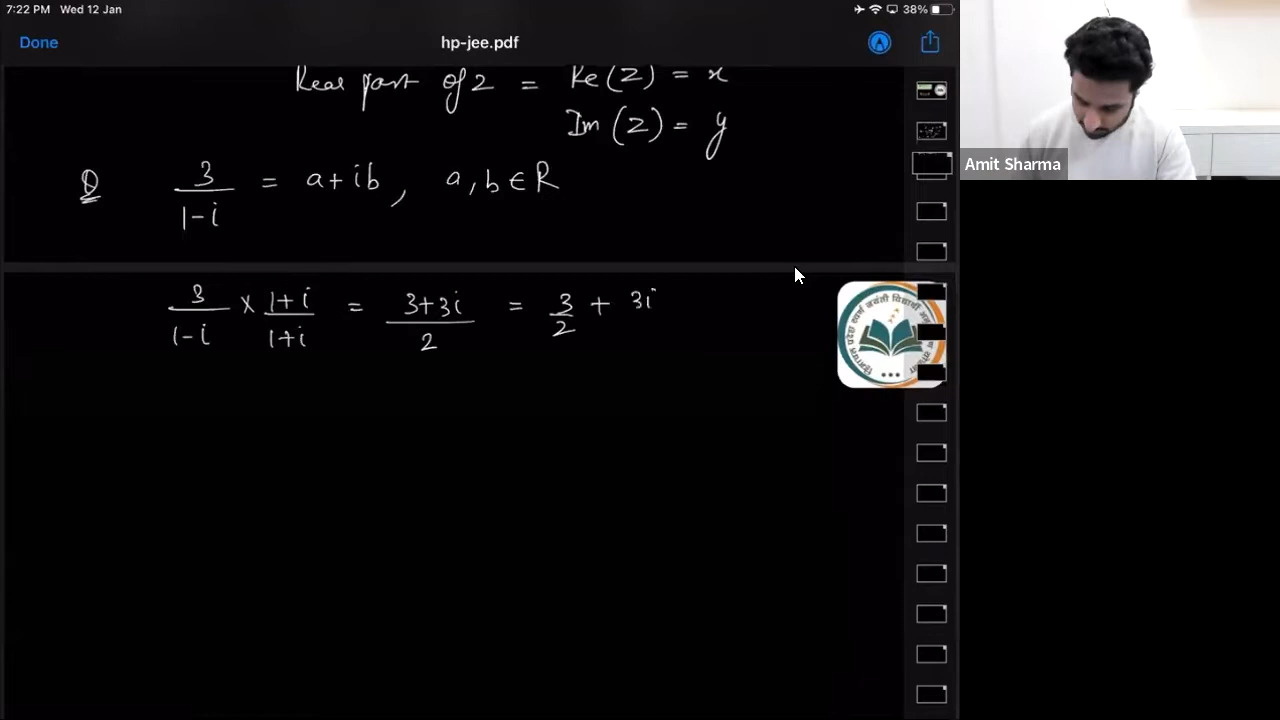 7:22 PM Wed 12 Jan
38%
Done
hp-jee.pdf
Real part of z = Re(z) = x
Im(z) = y
Q 3/(1-i) = a+ib, a,b∈R
3/(1-i) × (1+i)/(1+i) = (3+3i)/2 = 3/2 + 3i
Amit Sharma